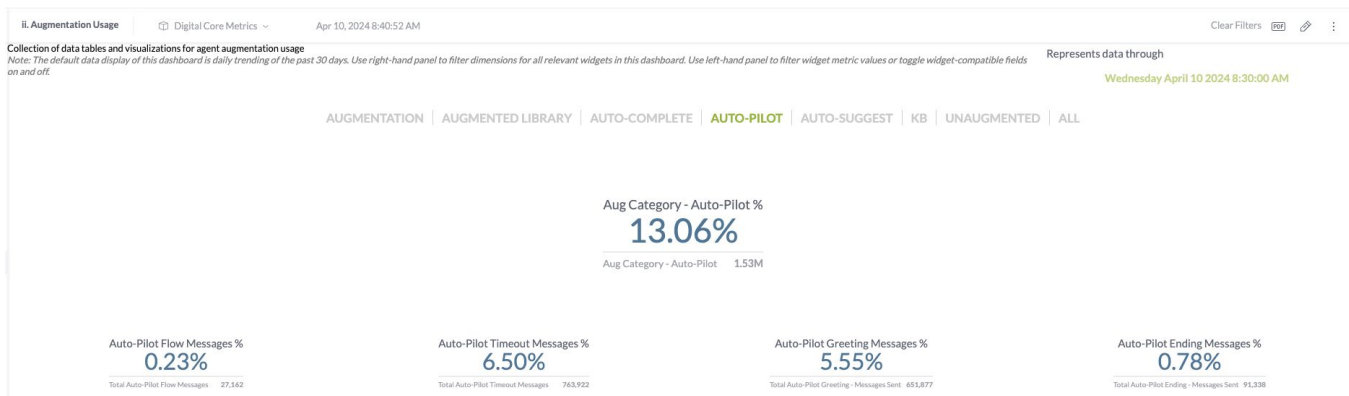 ii. Augmentation Usage
Digital Core Metrics
Apr 10, 2024 8:40:52 AM
Clear Filters
PDF
Collection of data tables and visualizations for agent augmentation usage
Note: The default data display of this dashboard is daily trending of the past 30 days. Use right-hand panel to filter dimensions for all relevant widgets in this dashboard. Use left-hand panel to filter widget metric values or toggle widget-compatible fields
on and off.
Represents data through
Wednesday April 10 2024 8:30:00 AM
AUGMENTATION | AUGMENTED LIBRARY | AUTO-COMPLETE | AUTO-PILOT | AUTO-SUGGEST | KB | UNAUGMENTED | ALL
Aug Category - Auto-Pilot %
13.06%
Aug Category - Auto-Pilot 1.53M
Auto-Pilot Flow Messages %
0.23%
Total Auto-Pilot Flow Messages 27,162
Auto-Pilot Timeout Messages %
6.50%
Total Auto-Pilot Timeout Messages 763,922
Auto-Pilot Greeting Messages %
5.55%
Total Auto-Pilot Greeting - Messages Sent 651,877
Auto-Pilot Ending Messages %
0.78%
Total Auto-Pilot Ending - Messages Sent 91,338